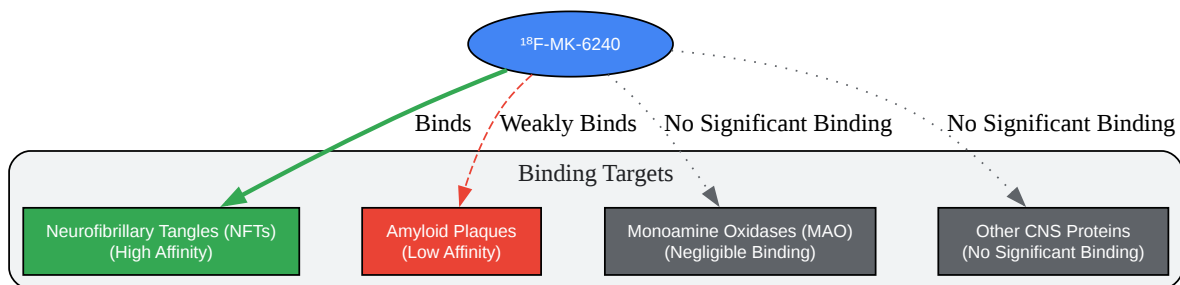 ¹⁸F-MK-6240
Binds
Weakly Binds
No Significant Binding
No Significant Binding
Binding Targets
Neurofibrillary Tangles (NFTs)
(High Affinity)
Amyloid Plaques
(Low Affinity)
Monoamine Oxidases (MAO)
(Negligible Binding)
Other CNS Proteins
(No Significant Binding)